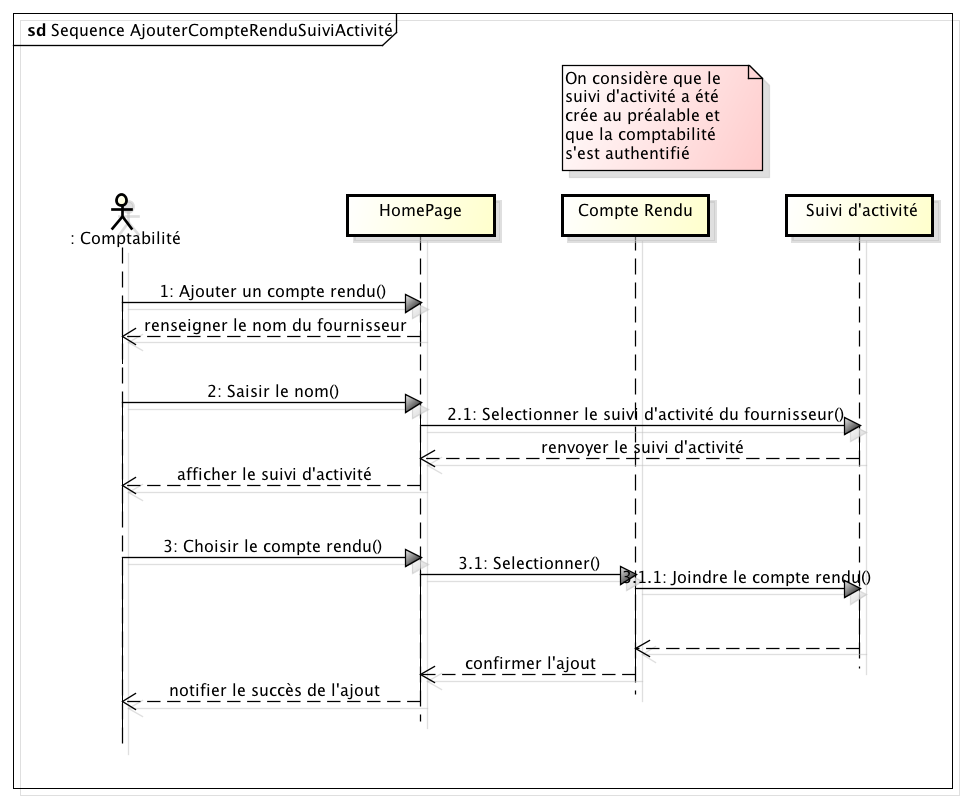 sd Sequence AjouterCompteRenduSuiviActivité
On considère que le
suivi d'activité a été
crée au préalable et
que la comptabilité
s'est authentifié
: Comptabilité
HomePage
Compte Rendu
Suivi d'activité
1: Ajouter un compte rendu()
renseigner le nom du fournisseur
2: Saisir le nom()
2.1: Selectionner le suivi d'activité du fournisseur()
renvoyer le suivi d'activité
afficher le suivi d'activité
3: Choisir le compte rendu()
3.1: Selectionner()
3.1.1: Joindre le compte rendu()
confirmer l'ajout
notifier le succès de l'ajout